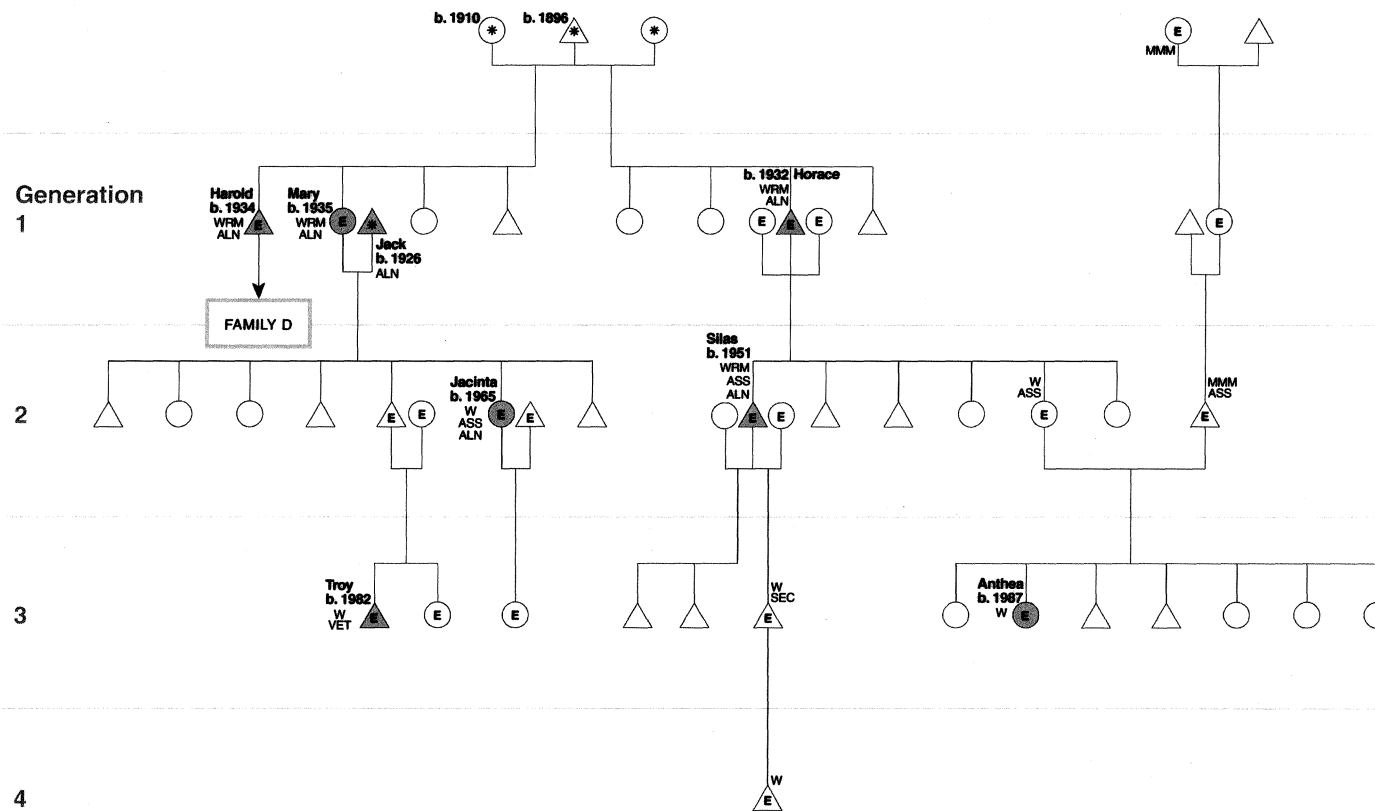 b. 1910
b. 1896
*
*
*
E
MMM
Generation
1
Harold
b. 1934
WRM
ALN
E
Mary
b. 1935
WRM
ALN
E
*
Jack
b. 1926
ALN
b. 1932 Horace
WRM
ALN
E
E
E
E
FAMILY D
2
E
E
Jacinta
b. 1965
W
ASS
ALN
E
E
Silas
b. 1951
WRM
ASS
ALN
E
E
W
ASS
E
MMM
ASS
E
3
Troy
b. 1982
W
VET
E
E
E
W
SEC
E
Anthea
b. 1987
W
E
4
W
E